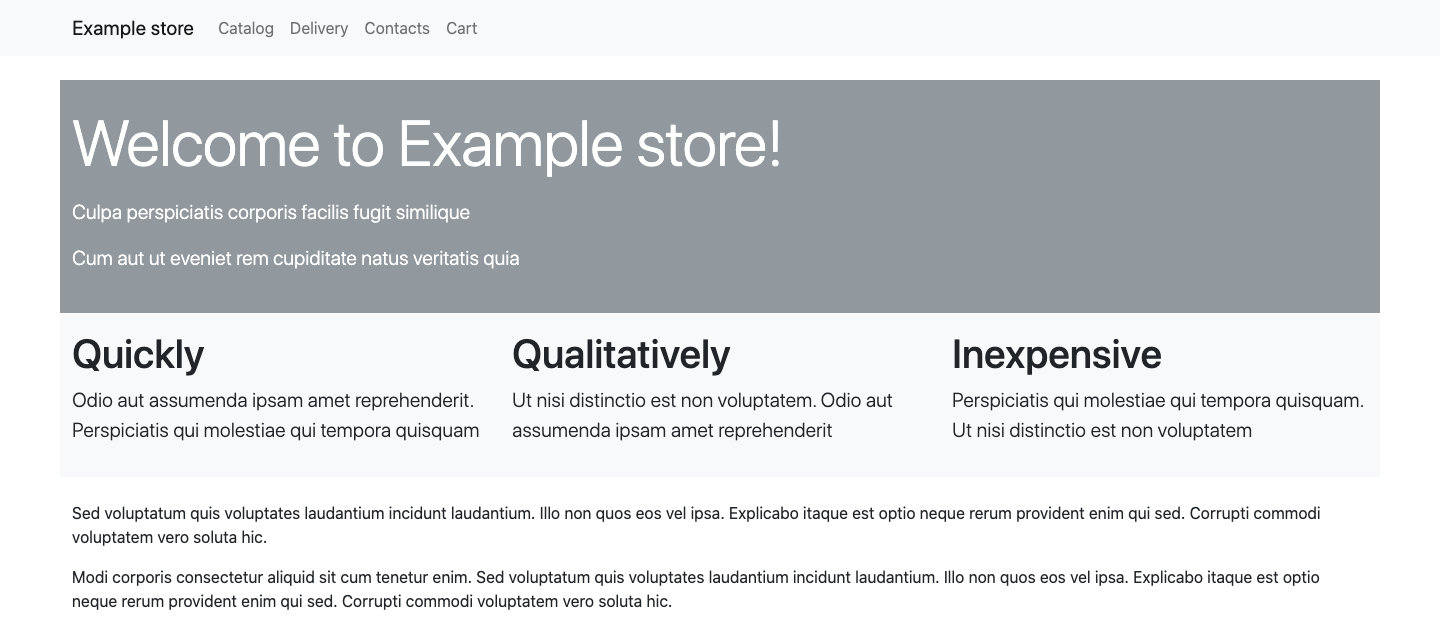 Example store Catalog Delivery Contacts Cart
Welcome to Example store!
Culpa perspiciatis corporis facilis fugit similique
Cum aut ut eveniet rem cupiditate natus veritatis quia
Quickly
Odio aut assumenda ipsam amet reprehenderit.
Perspiciatis qui molestiae qui tempora quisquam
Qualitatively
Ut nisi distinctio est non voluptatem. Odio aut
assumenda ipsam amet reprehenderit
Inexpensive
Perspiciatis qui molestiae qui tempora quisquam.
Ut nisi distinctio est non voluptatem
Sed voluptatum quis voluptates laudantium incidunt laudantium. Illo non quos eos vel ipsa. Explicabo itaque est optio neque rerum provident enim qui sed. Corrupti commodi
voluptatem vero soluta hic.
Modi corporis consectetur aliquid sit cum tenetur enim. Sed voluptatum quis voluptates laudantium incidunt laudantium. Illo non quos eos vel ipsa. Explicabo itaque est optio
neque rerum provident enim qui sed. Corrupti commodi voluptatem vero soluta hic.